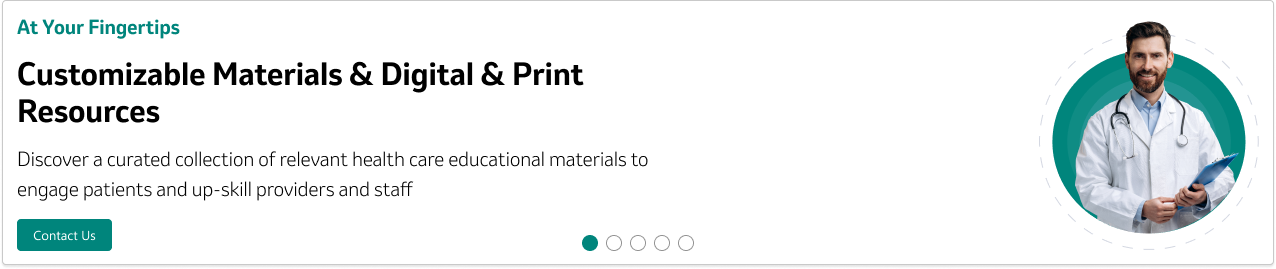 At Your Fingertips
Customizable Materials & Digital & Print
Resources
Discover a curated collection of relevant health care educational materials to
engage patients and up-skill providers and staff
Contact Us